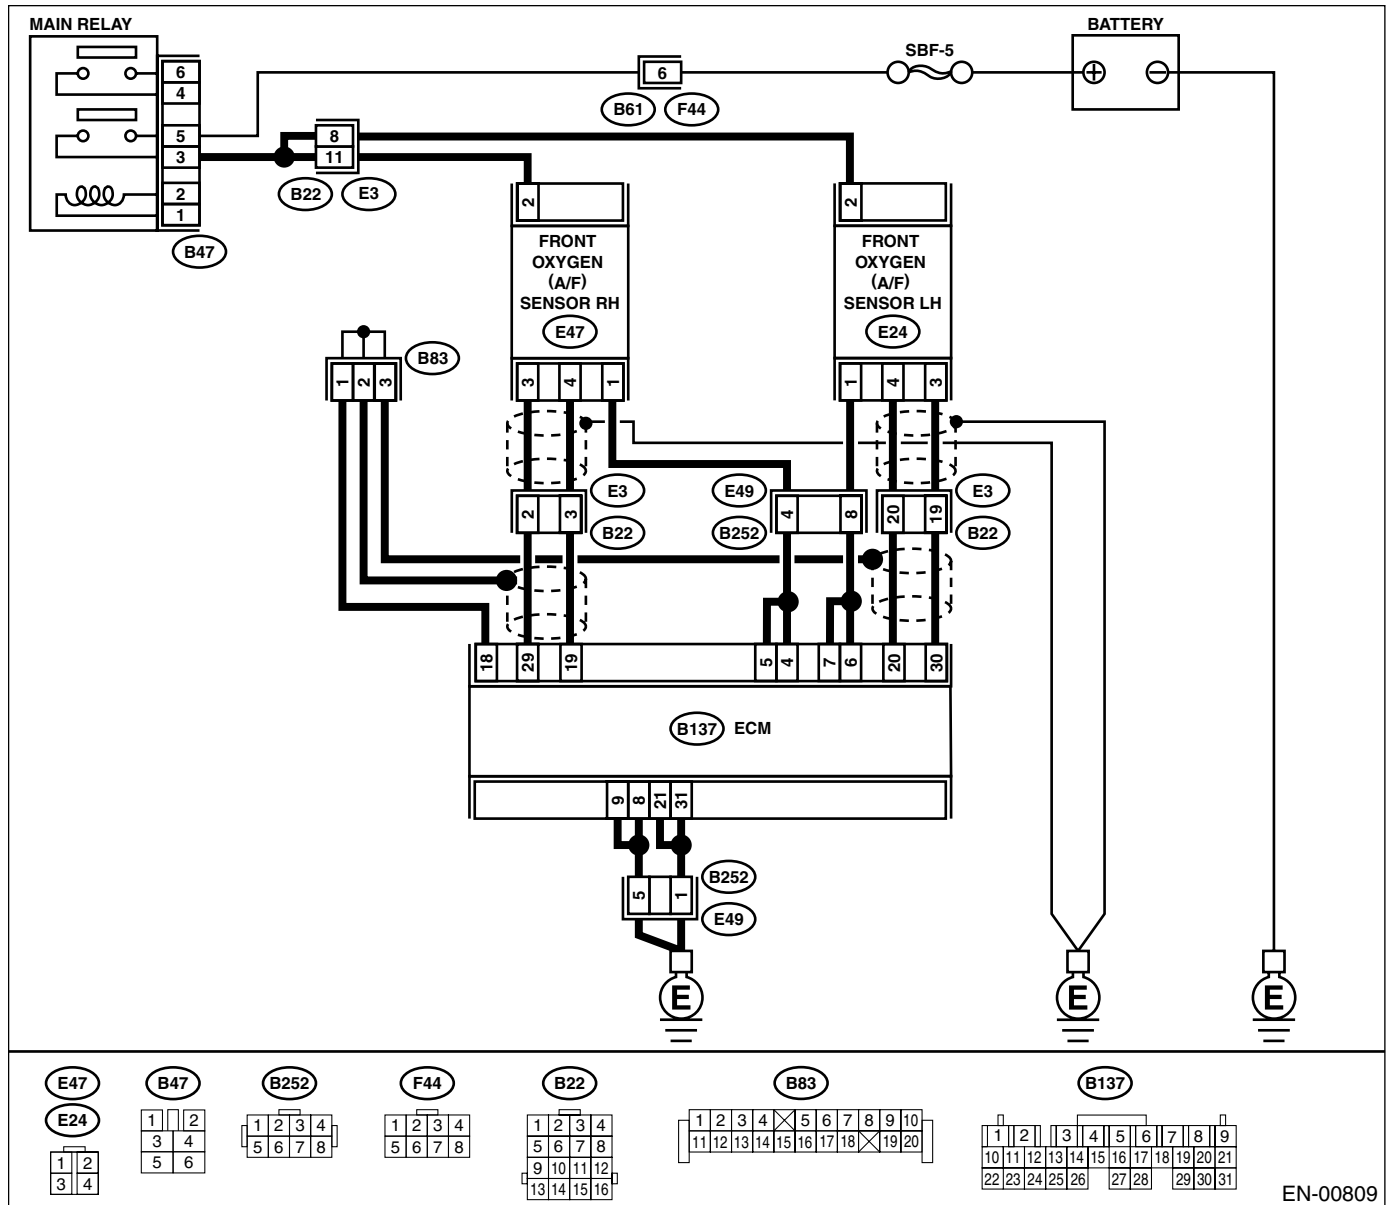 MAIN RELAY
BATTERY
SBF-5
6
4
5
3
2
1
B47
6
B61 F44
+ −
8
11
B22 E3
2
FRONT
OXYGEN
(A/F)
SENSOR RH
E47
3 4 1
2
FRONT
OXYGEN
(A/F)
SENSOR LH
E24
1 4 3
B83
1 2 3
E3
2 3
B22
E49
4 8
B252
E3
20 19
B22
18 29 19 5 4 7 6 20 30
B137 ECM
9 8 21 31
B252
5 1
E49
E E E
E47
E24
1 2
3 4
B47
1 2
3 4
5 6
B252
1 2 3 4
5 6 7 8
F44
1 2 3 4
5 6 7 8
B22
1 2 3 4
5 6 7 8
9 10 11 12
13 14 15 16
B83
1 2 3 4 5 6 7 8 9 10
11 12 13 14 15 16 17 18 19 20
B137
1 2 3 4 5 6 7 8 9
10 11 12 13 14 15 16 17 18 19 20 21
22 23 24 25 26 27 28 29 30 31
EN-00809